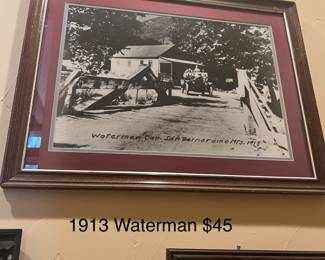 Waterman Can. San Bernardino Mts. 1913
1913 Waterman $45